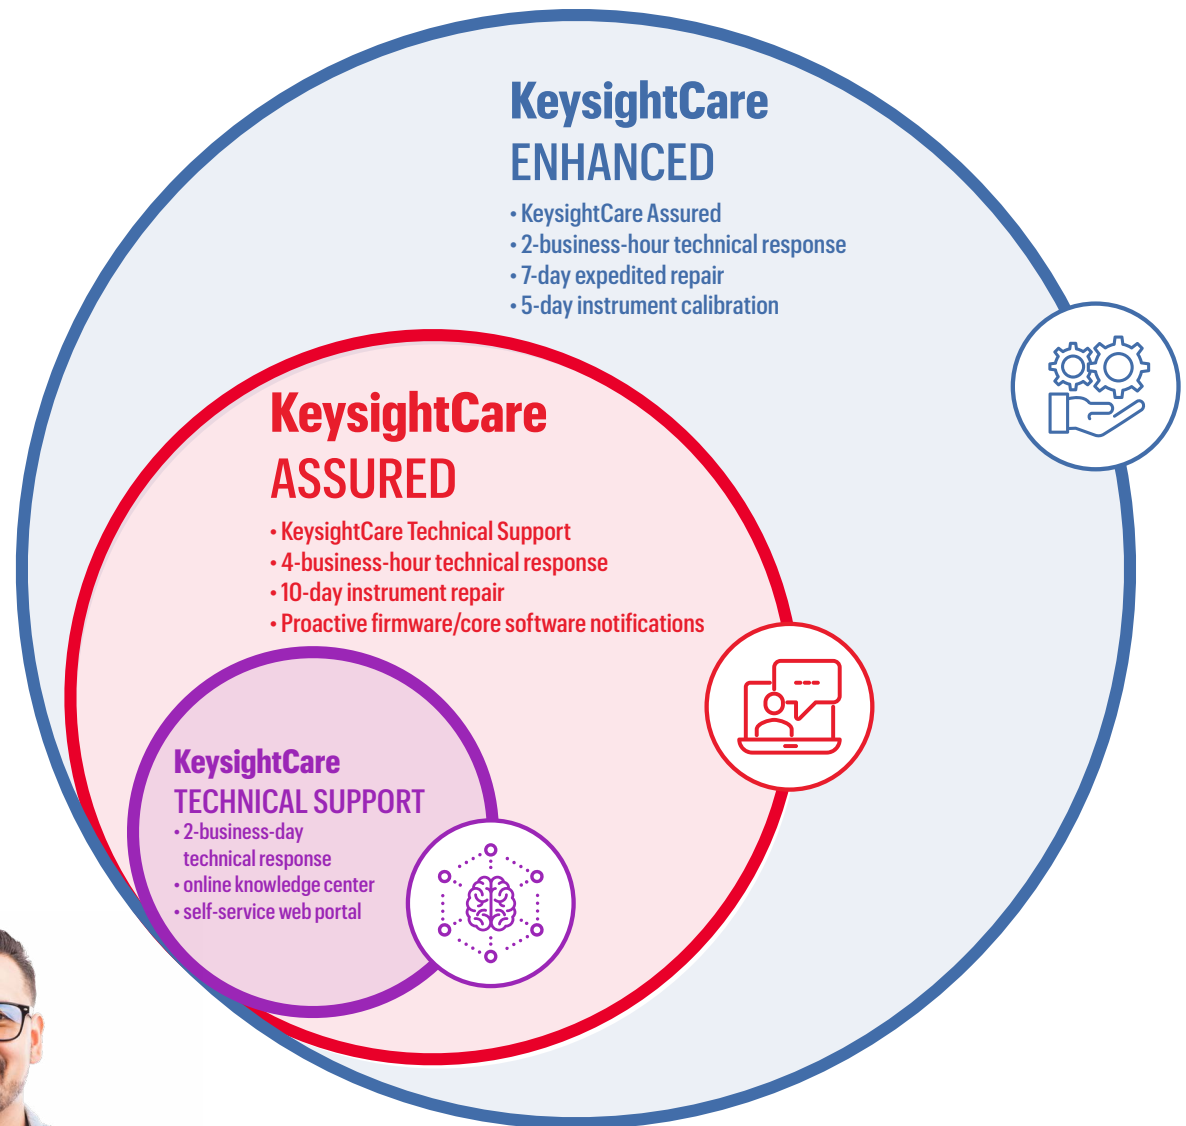 KeysightCare
ENHANCED
• KeysightCare Assured
• 2-business-hour technical response
• 7-day expedited repair
• 5-day instrument calibration
KeysightCare
ASSURED
• KeysightCare Technical Support
• 4-business-hour technical response
• 10-day instrument repair
• Proactive firmware/core software notifications
KeysightCare
TECHNICAL SUPPORT
• 2-business-day
technical response
• online knowledge center
• self-service web portal